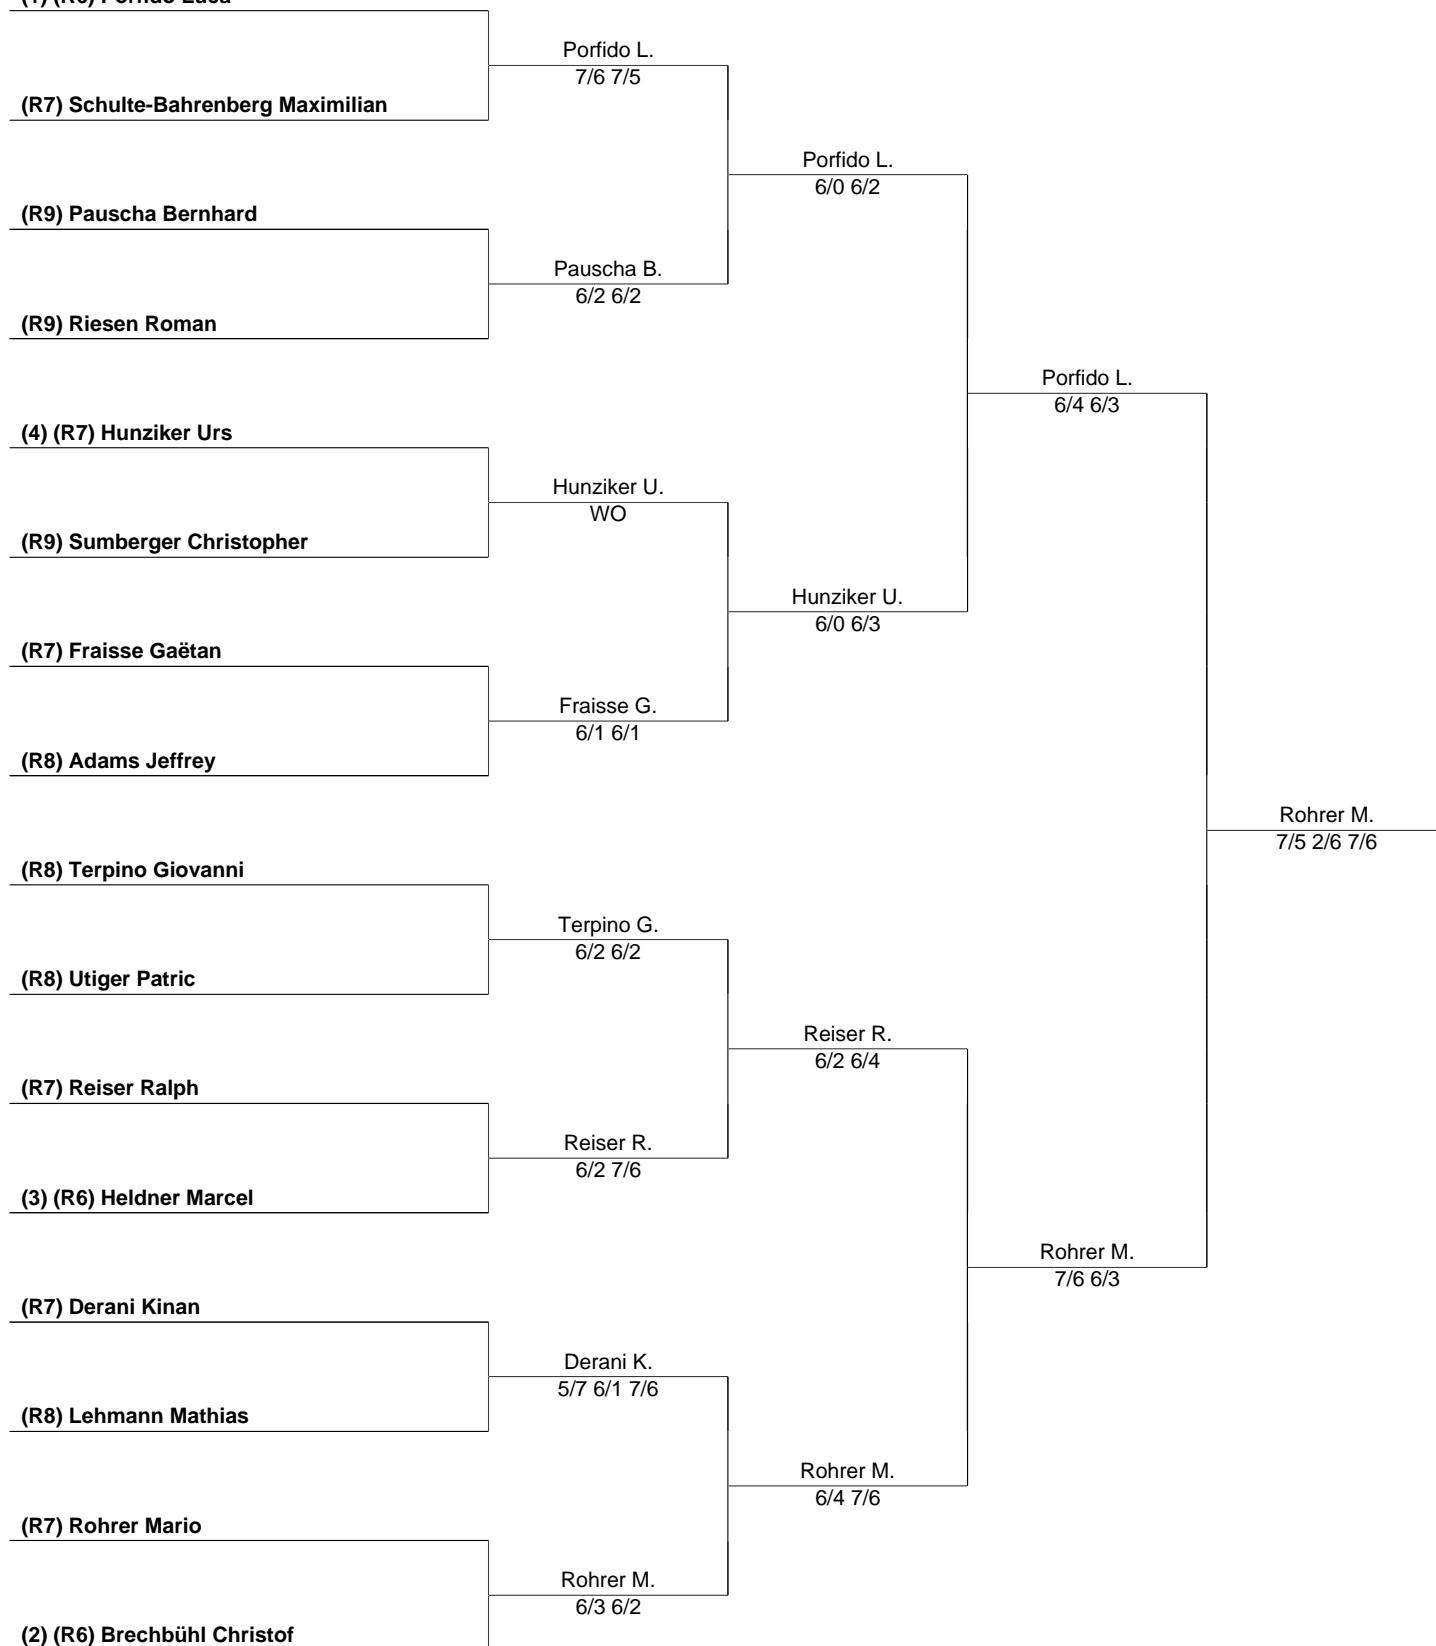 (1) (R6) Porfido Luca
Porfido L.
7/6 7/5
(R7) Schulte-Bahrenberg Maximilian
Porfido L.
6/0 6/2
(R9) Pauscha Bernhard
Pauscha B.
6/2 6/2
(R9) Riesen Roman
Porfido L.
6/4 6/3
(4) (R7) Hunziker Urs
Hunziker U.
WO
(R9) Sumberger Christopher
Hunziker U.
6/0 6/3
(R7) Fraisse Gaëtan
Fraisse G.
6/1 6/1
(R8) Adams Jeffrey
Rohrer M.
7/5 2/6 7/6
(R8) Terpino Giovanni
Terpino G.
6/2 6/2
(R8) Utiger Patric
Reiser R.
6/2 6/4
(R7) Reiser Ralph
Reiser R.
6/2 7/6
(3) (R6) Heldner Marcel
Rohrer M.
7/6 6/3
(R7) Derani Kinan
Derani K.
5/7 6/1 7/6
(R8) Lehmann Mathias
Rohrer M.
6/4 7/6
(R7) Rohrer Mario
Rohrer M.
6/3 6/2
(2) (R6) Brechbühl Christof